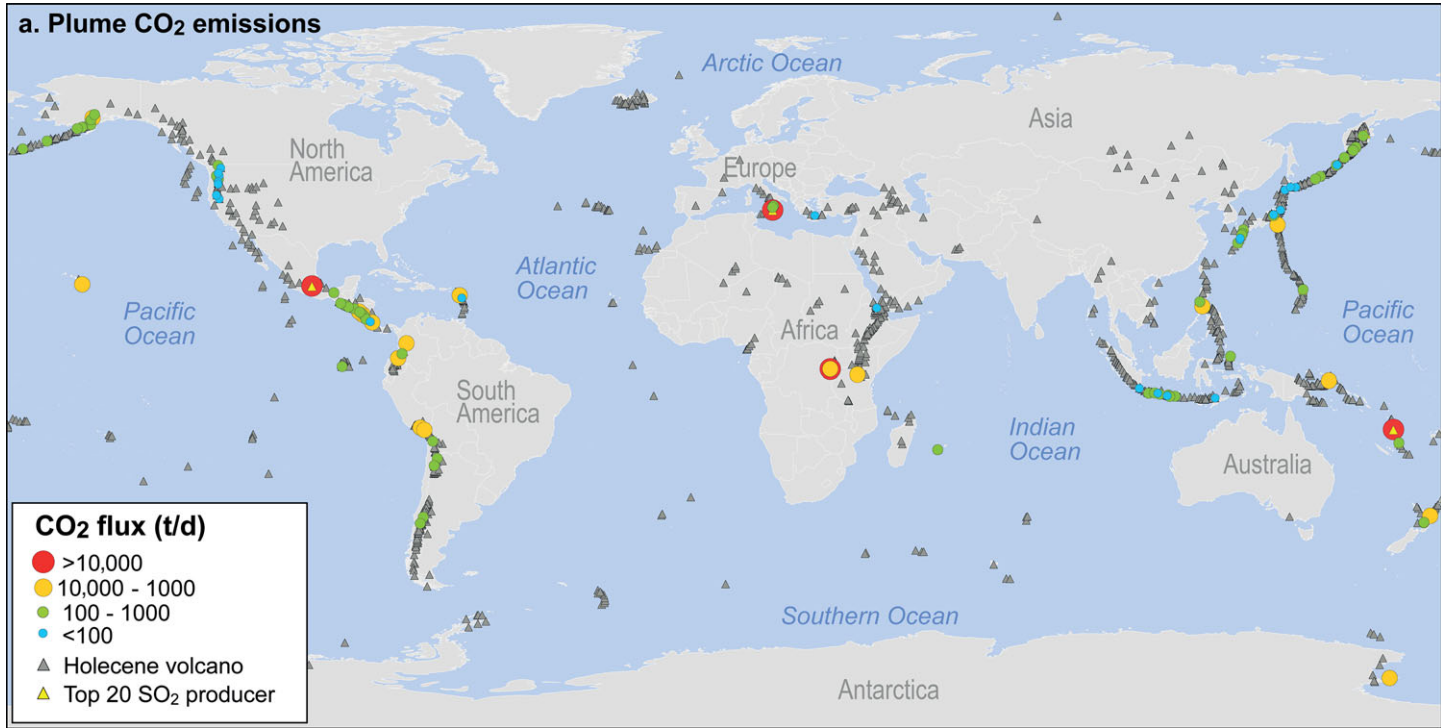 a. Plume CO₂ emissions
Arctic Ocean
Asia
North
America
Europe
Atlantic
Ocean
Pacific
Ocean
Africa
Pacific
Ocean
South
America
Indian
Ocean
Australia
CO₂ flux (t/d)
>10,000
10,000 - 1000
100 - 1000
<100
Holecene volcano
Top 20 SO₂ producer
Southern Ocean
Antarctica